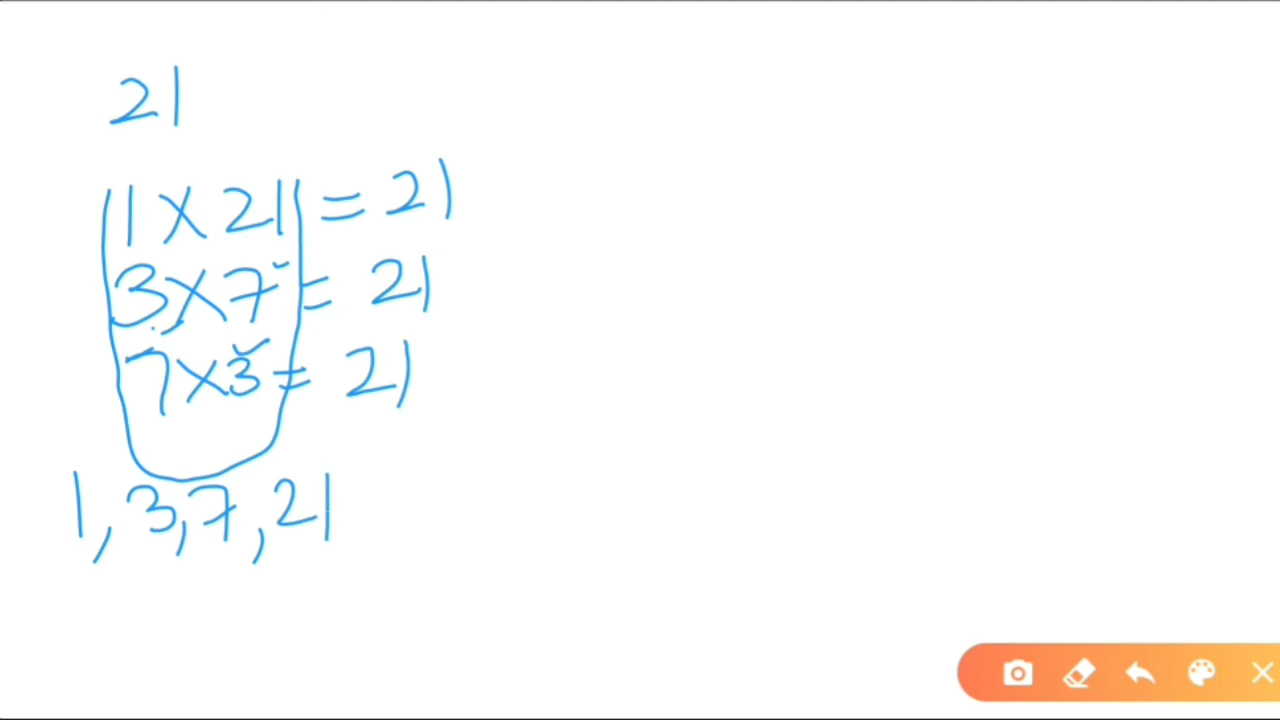 21
1 × 21 = 21
3 × 7 = 21
7 × 3 = 21
1, 3, 7, 21